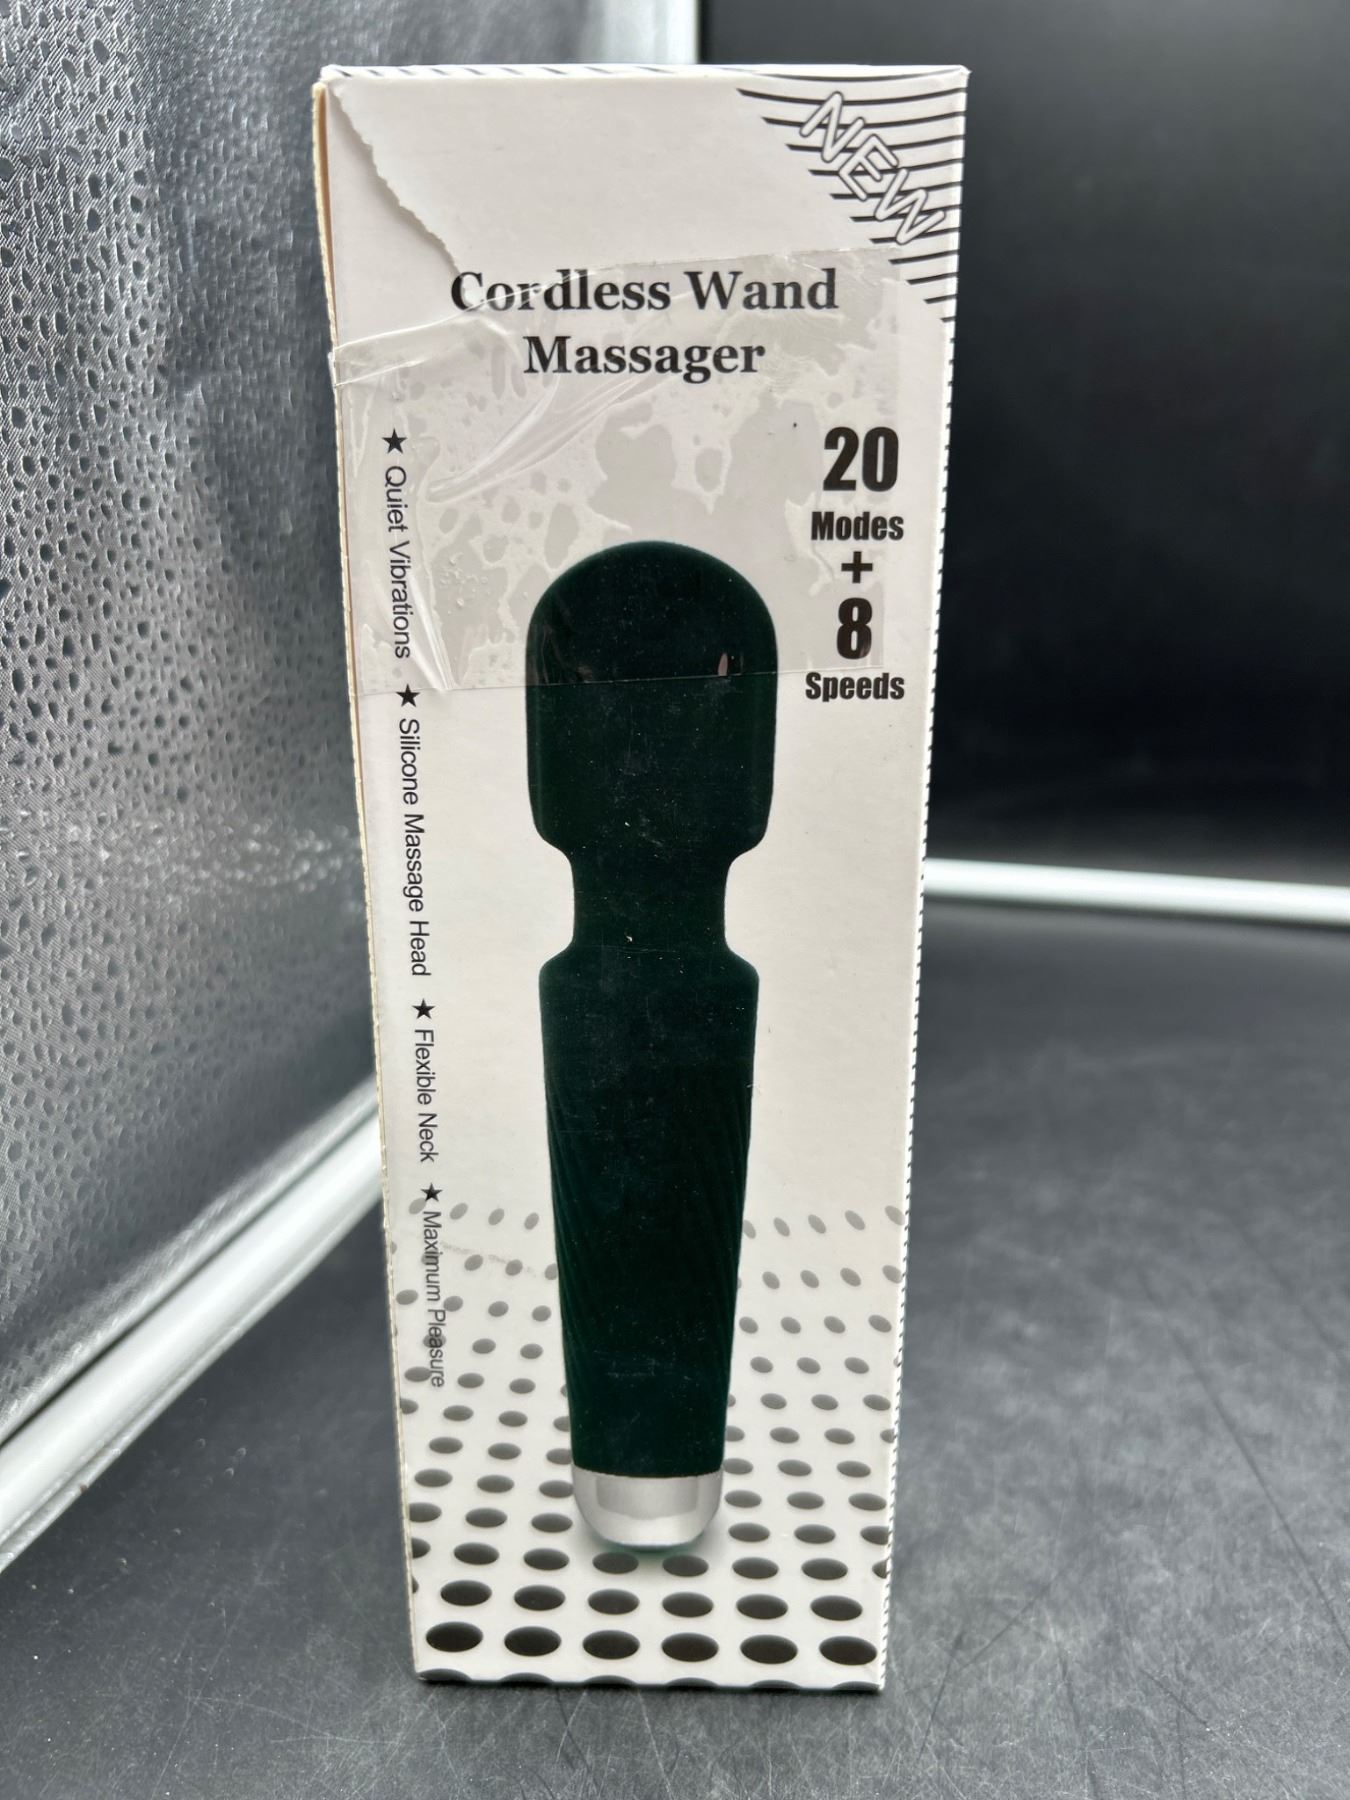 NEW
Cordless Wand
Massager
20
Modes
+
8
Speeds
★ Quiet Vibrations ★ Silicone Massage Head ★ Flexible Neck ★ Maximum Pleasure